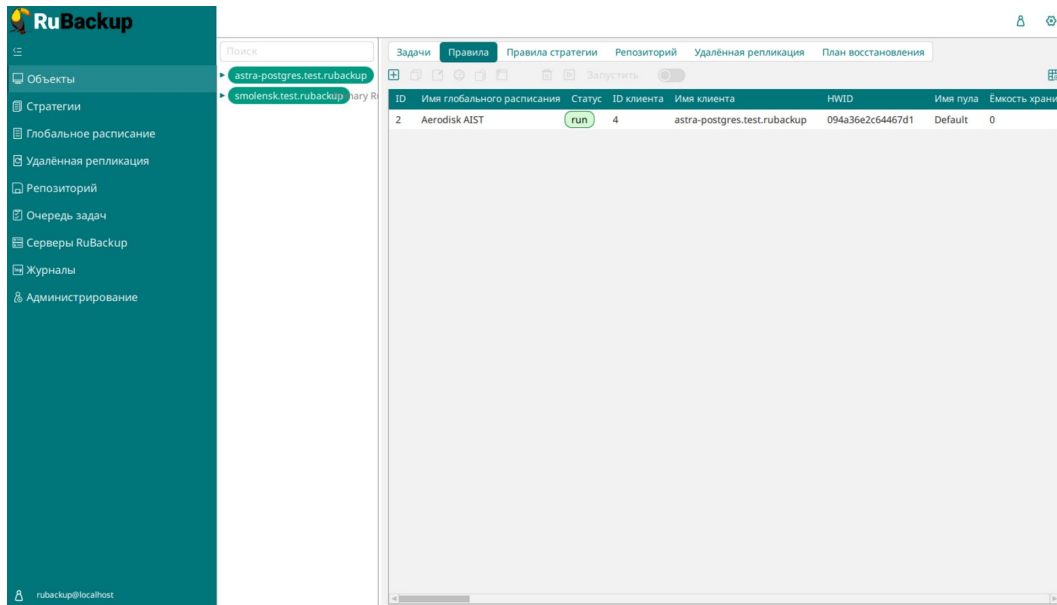 RuBackup
Объекты
Стратегии
Глобальное расписание
Удалённая репликация
Репозиторий
Очередь задач
Серверы RuBackup
Журналы
Администрирование
rubackup@localhost
Поиск
astra-postgres.test.rubackup
smolensk.test.rubackup
Задачи Правила Правила стратегии Репозиторий Удалённая репликация План восстановления
Запустить
ID Имя глобального расписания Статус ID клиента Имя клиента HWID Имя пула Ёмкость храни
2 Aerodisk AIST run 4 astra-postgres.test.rubackup 094a36e2c64467d1 Default 0